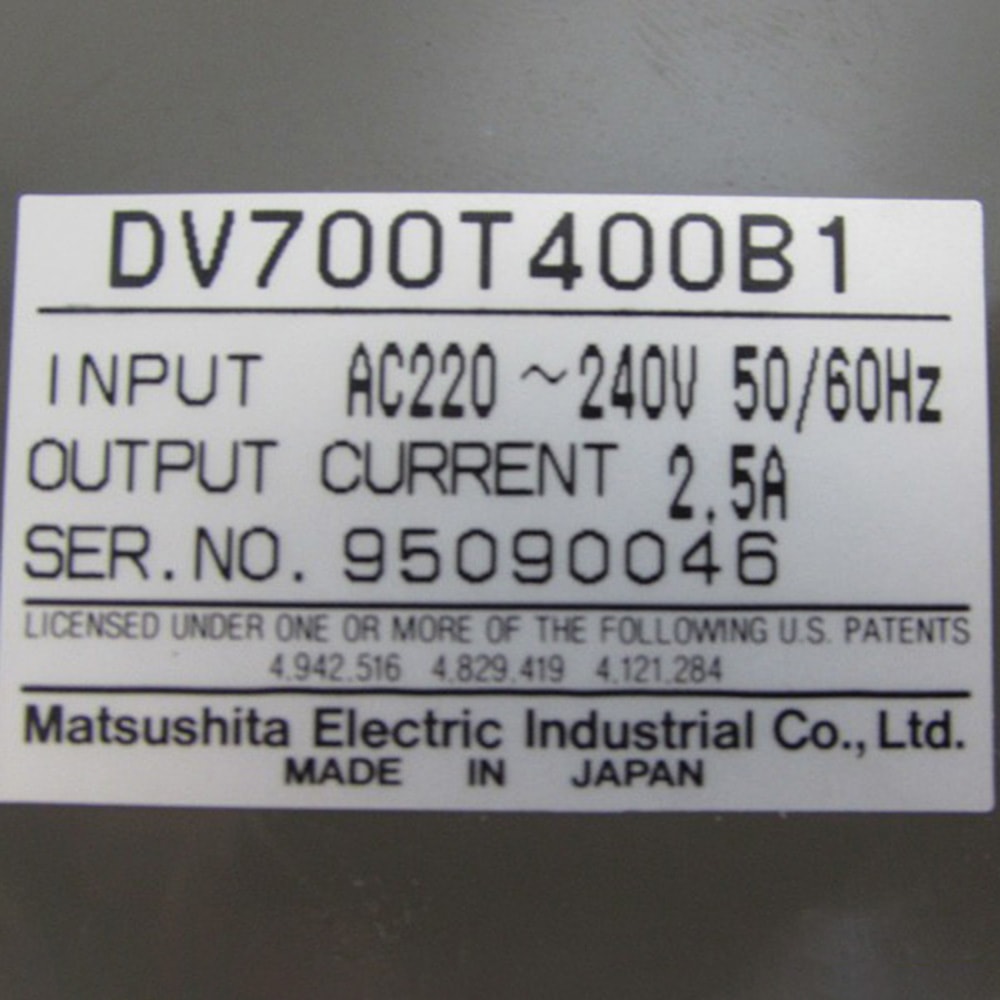 DV700T400B1
INPUT AC220 ~ 240V 50/60Hz
OUTPUT CURRENT 2.5A
SER.NO. 95090046
LICENSED UNDER ONE OR MORE OF THE FOLLOWING U.S. PATENTS
4.942.516 4.829.419 4.121.284
Matsushita Electric Industrial Co., Ltd.
MADE IN JAPAN